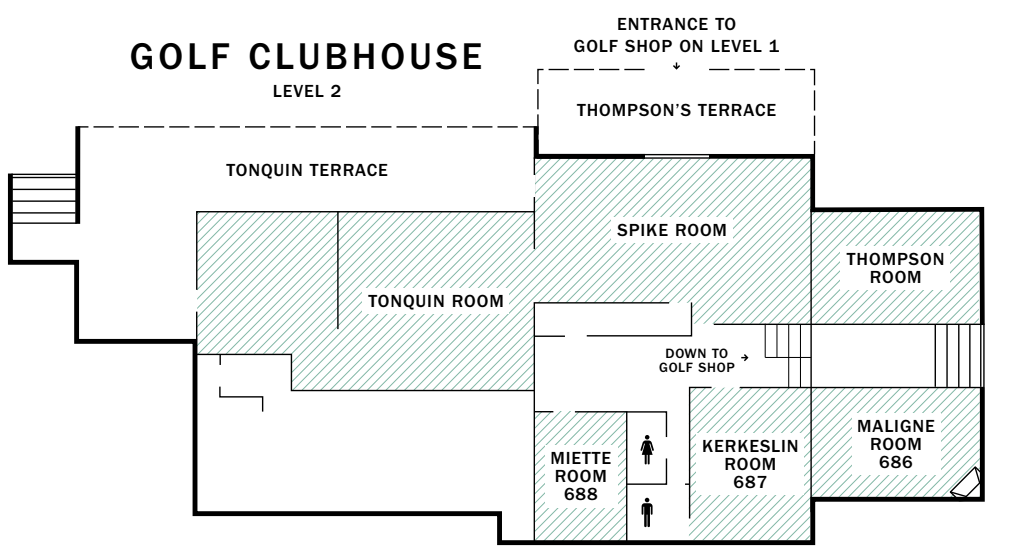 GOLF CLUBHOUSE
LEVEL 2
ENTRANCE TO
GOLF SHOP ON LEVEL 1
THOMPSON'S TERRACE
TONQUIN TERRACE
SPIKE ROOM
THOMPSON
ROOM
TONQUIN ROOM
DOWN TO
GOLF SHOP
MIETTE
ROOM
688
KERKESLIN
ROOM
687
MALIGNE
ROOM
686